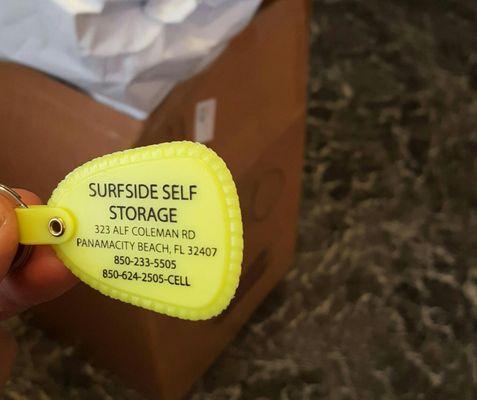 SURFSIDE SELF
STORAGE
323 ALF COLEMAN RD
PANAMACITY BEACH, FL 32407
850-233-5505
850-624-2505-CELL